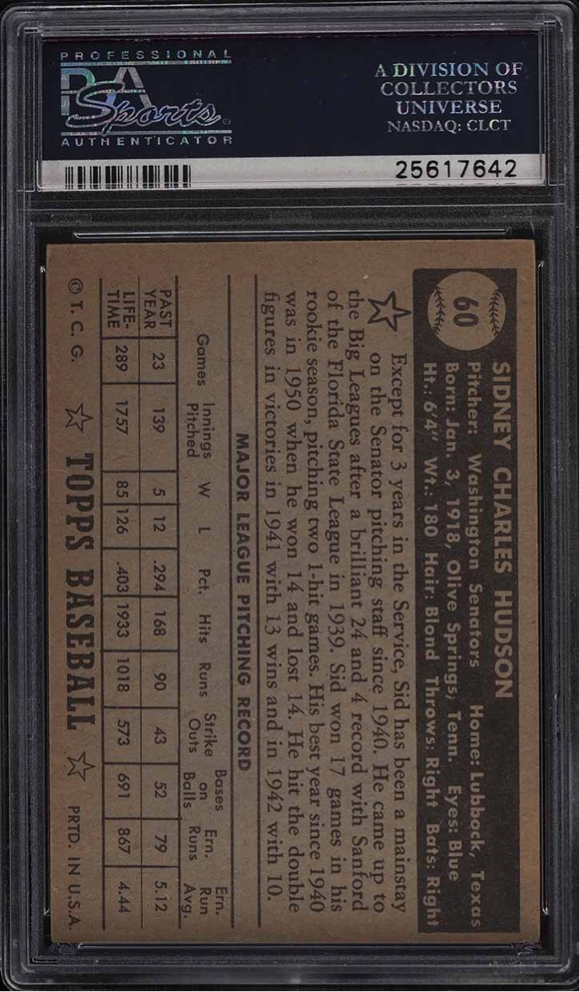 PROFESSIONAL
PSA
Sports
AUTHENTICATOR
A DIVISION OF
COLLECTORS
UNIVERSE
NASDAQ: CLCT
25617642
60
SIDNEY CHARLES HUDSON
Pitcher: Washington Senators Home: Lubbock, Texas
Born: Jan. 3, 1918, Olive Springs, Tenn. Eyes: Blue
Ht.: 6'4" Wt.: 180 Hair: Blond Throws: Right Bats: Right
Except for 3 years in the Service, Sid has been a mainstay
on the Senator pitching staff since 1940. He came up to
the Big Leagues after a brilliant 24 and 4 record with Sanford
of the Florida State League in 1939. Sid won 17 games in his
rookie season, pitching two 1-hit games. His best year since 1940
was in 1950 when he won 14 and lost 14. He hit the double
figures in victories in 1941 with 13 wins and in 1942 with 10.
MAJOR LEAGUE PITCHING RECORD
Games Innings Pitched W L Pct. Hits Runs Strike Outs Bases on Balls Ern. Runs Ern. Run Avg.
PAST YEAR 23 139 5 12 .294 168 90 43 52 79 5.12
LIFE-TIME 289 1757 85 126 .403 1933 1018 573 691 867 4.44
© T. C. G. ☆ TOPPS BASEBALL ☆ PRTD. IN U.S.A.